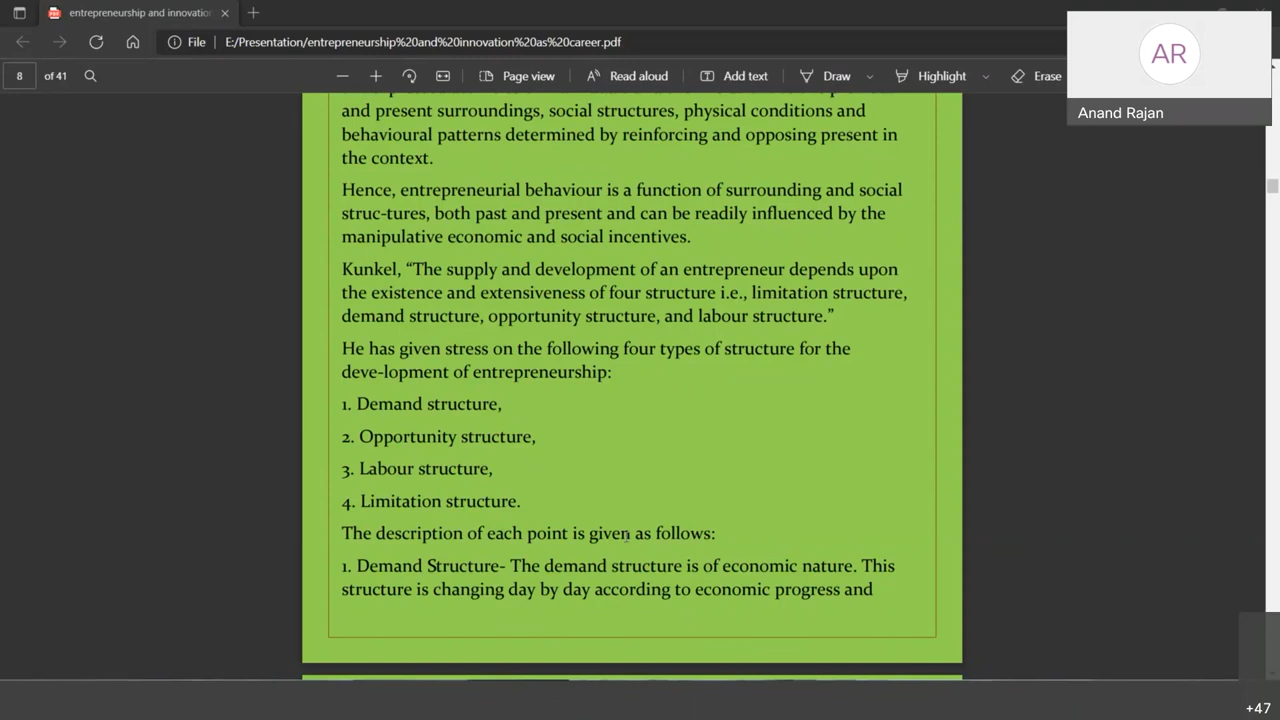 entrepreneurship and innovatio
File
E:/Presentation/entrepreneurship%20and%20innovation%20as%20career.pdf
8 of 41
Page view
Read aloud
Add text
Draw
Highlight
Erase
AR
Anand Rajan
and present surroundings, social structures, physical conditions and
behavioural patterns determined by reinforcing and opposing present in
the context.
Hence, entrepreneurial behaviour is a function of surrounding and social
struc-tures, both past and present and can be readily influenced by the
manipulative economic and social incentives.
Kunkel, “The supply and development of an entrepreneur depends upon
the existence and extensiveness of four structure i.e., limitation structure,
demand structure, opportunity structure, and labour structure.”
He has given stress on the following four types of structure for the
deve-lopment of entrepreneurship:
1. Demand structure,
2. Opportunity structure,
3. Labour structure,
4. Limitation structure.
The description of each point is given as follows:
1. Demand Structure- The demand structure is of economic nature. This
structure is changing day by day according to economic progress and
+47